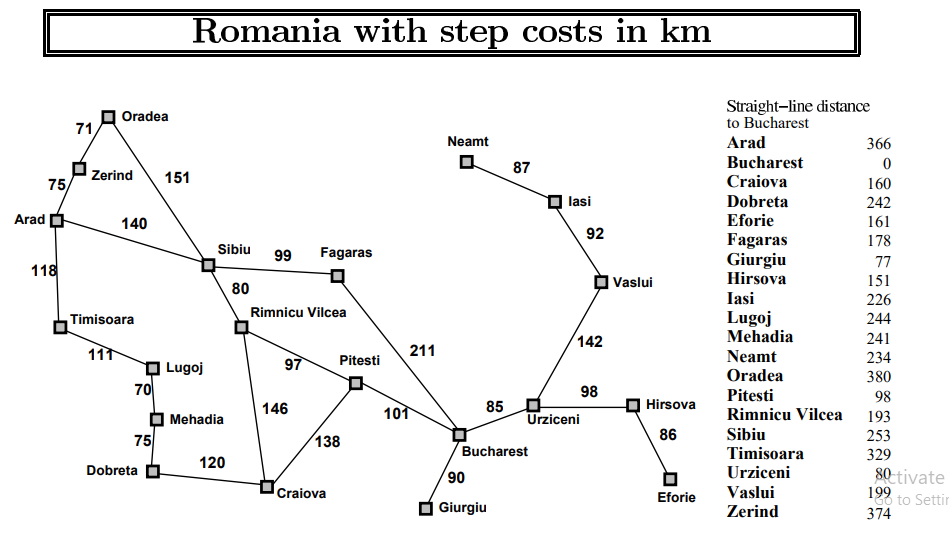 Romania with step costs in km
Oradea
71
Neamt
Zerind
87
75
151
Iasi
Arad
140
92
Sibiu
99
Fagaras
118
80
Vaslui
Timisoara
Rimnicu Vilcea
111
211
142
Lugoj
97
Pitesti
70
146
101
85
98
Hirsova
Mehadia
Urziceni
75
138
86
Bucharest
Dobreta
120
90
Craiova
Eforie
Giurgiu
Straight−line distance
to Bucharest
Arad 366
Bucharest 0
Craiova 160
Dobreta 242
Eforie 161
Fagaras 178
Giurgiu 77
Hirsova 151
Iasi 226
Lugoj 244
Mehadia 241
Neamt 234
Oradea 380
Pitesti 98
Rimnicu Vilcea 193
Sibiu 253
Timisoara 329
Urziceni 80
Vaslui 199
Zerind 374
Activate
Go to